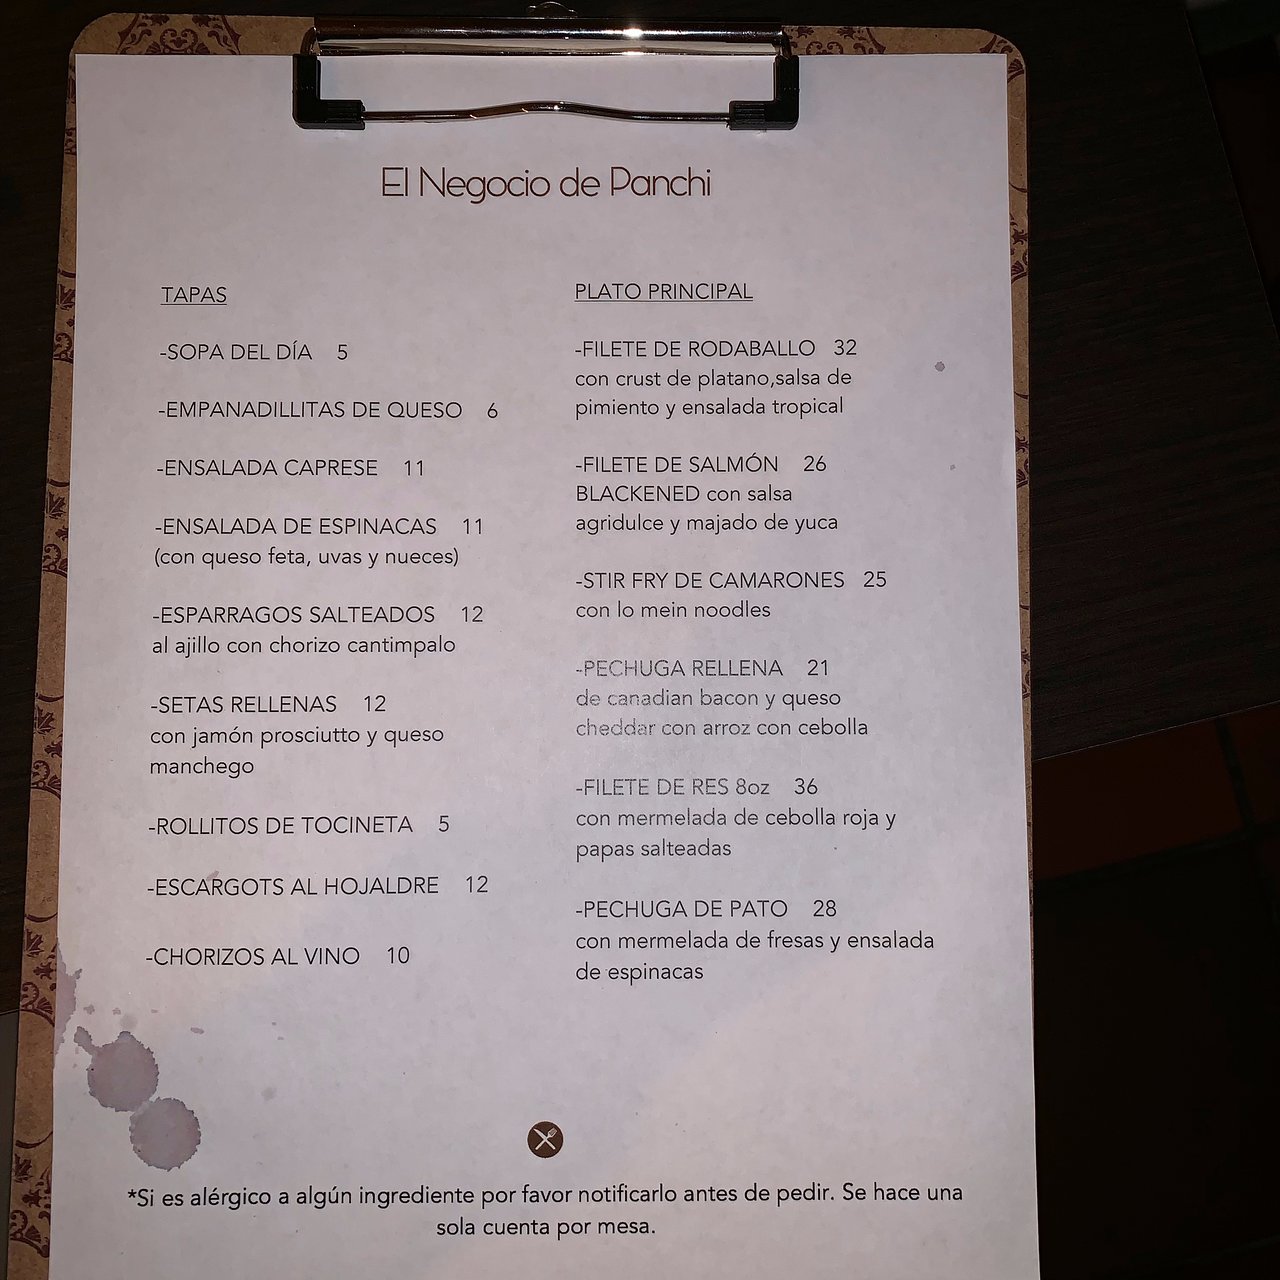 El Negocio de Panchi
TAPAS
-SOPA DEL DÍA 5
-EMPANADILLITAS DE QUESO 6
-ENSALADA CAPRESE 11
-ENSALADA DE ESPINACAS 11
(con queso feta, uvas y nueces)
-ESPARRAGOS SALTEADOS 12
al ajillo con chorizo cantimpalo
-SETAS RELLENAS 12
con jamón prosciutto y queso
manchego
-ROLLITOS DE TOCINETA 5
-ESCARGOTS AL HOJALDRE 12
-CHORIZOS AL VINO 10
PLATO PRINCIPAL
-FILETE DE RODABALLO 32
con crust de platano,salsa de
pimiento y ensalada tropical
-FILETE DE SALMÓN 26
BLACKENED con salsa
agridulce y majado de yuca
-STIR FRY DE CAMARONES 25
con lo mein noodles
-PECHUGA RELLENA 21
de canadian bacon y queso
cheddar con arroz con cebolla
-FILETE DE RES 8oz 36
con mermelada de cebolla roja y
papas salteadas
-PECHUGA DE PATO 28
con mermelada de fresas y ensalada
de espinacas
*Si es alérgico a algún ingrediente por favor notificarlo antes de pedir. Se hace una
sola cuenta por mesa.